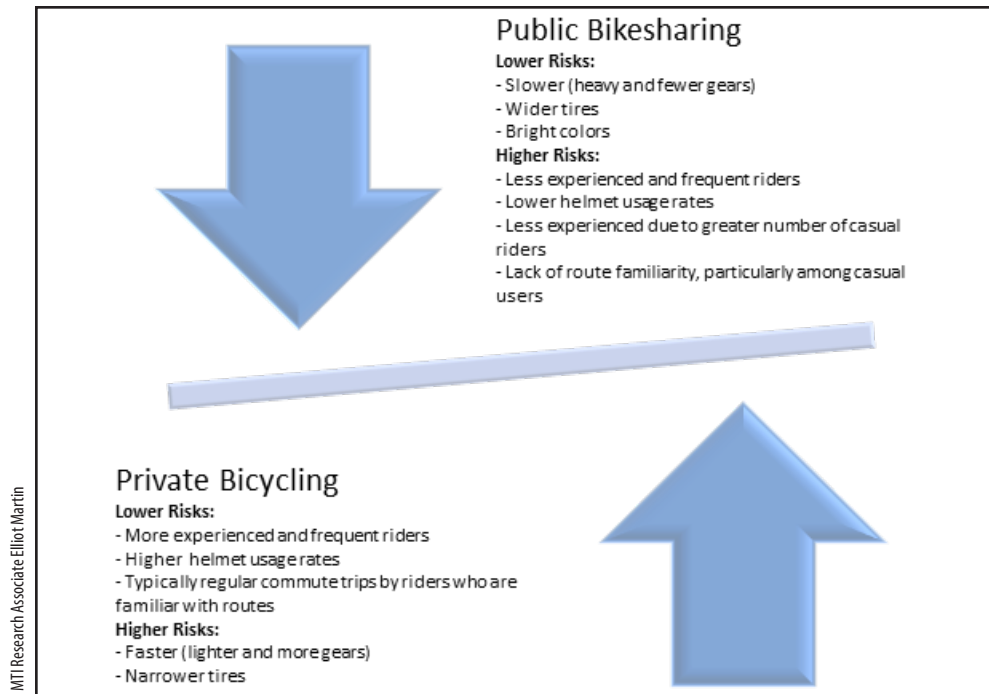 Public Bikesharing
Lower Risks:
- Slower (heavy and fewer gears)
- Wider tires
- Bright colors
Higher Risks:
- Less experienced and frequent riders
- Lower helmet usage rates
- Less experienced due to greater number of casual
riders
- Lack of route familiarity, particularly among casual
users
Private Bicycling
Lower Risks:
- More experienced and frequent riders
- Higher helmet usage rates
- Typically regular commute trips by riders who are
familiar with routes
Higher Risks:
- Faster (lighter and more gears)
- Narrower tires
MTI Research Associate Elliot Martin